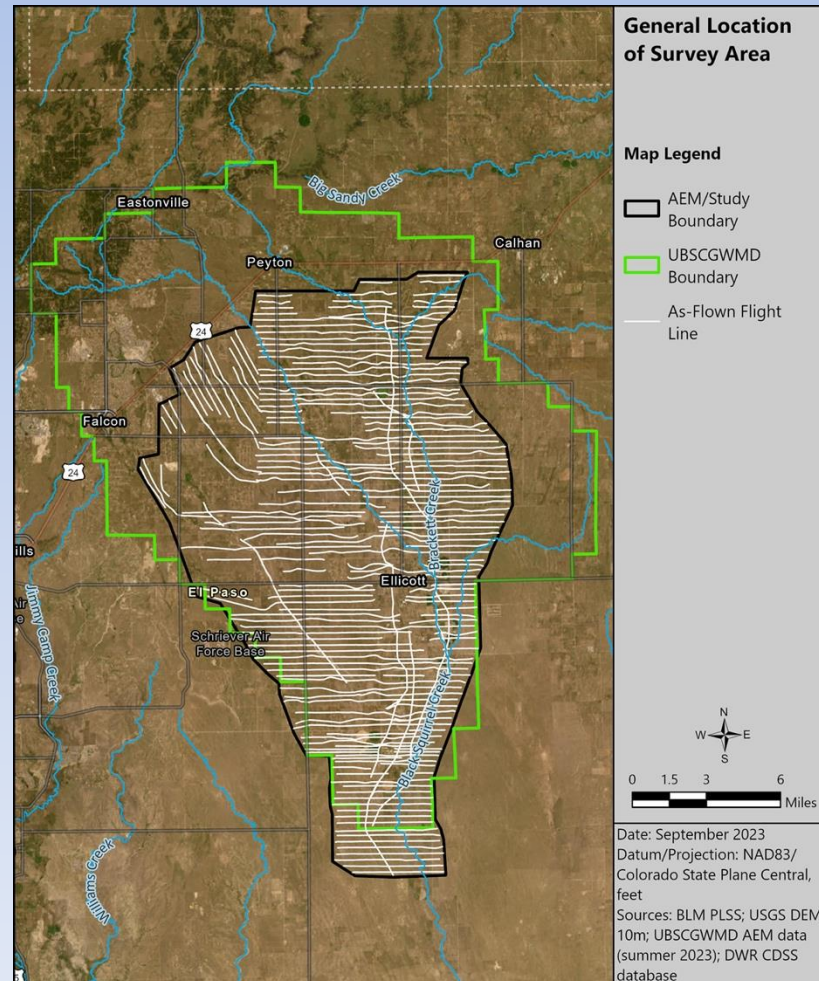 General Location
of Survey Area
Map Legend
AEM/Study
Boundary
UBSCGWMD
Boundary
As-Flown Flight
Line
Big Sandy Creek
Eastonville
Calhan
Peyton
24
Falcon
24
ills
Brackett Creek
Ellicott
El Paso
Air
e
Schriever Air
Force Base
Jimmy Camp Creek
Black Squirrel Creek
Williams Creek
N
W E
S
0 1.5 3 6
Miles
Date: September 2023
Datum/Projection: NAD83/
Colorado State Plane Central,
feet
Sources: BLM PLSS; USGS DEM
10m; UBSCGWMD AEM data
(summer 2023); DWR CDSS
database